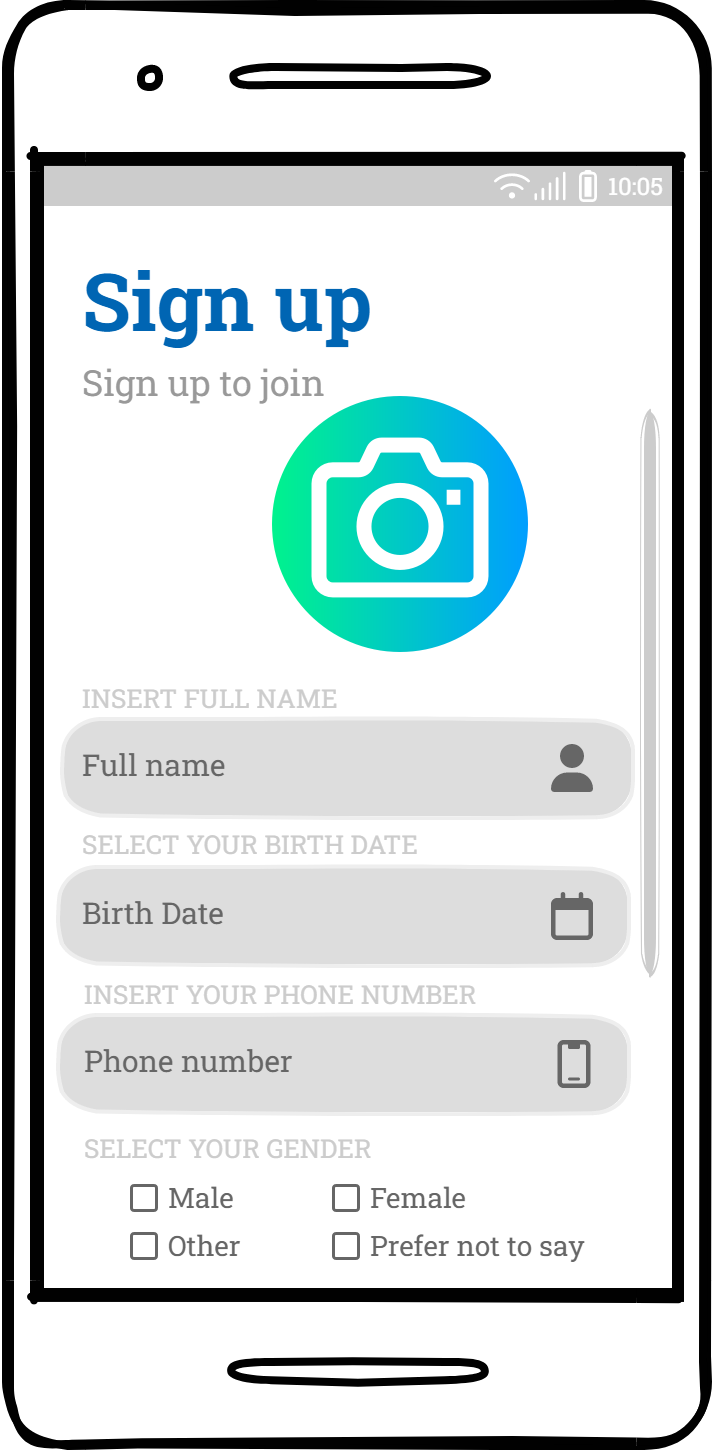 10:05
Sign up
Sign up to join
INSERT FULL NAME
Full name
SELECT YOUR BIRTH DATE
Birth Date
INSERT YOUR PHONE NUMBER
Phone number
SELECT YOUR GENDER
Male Female
Other Prefer not to say